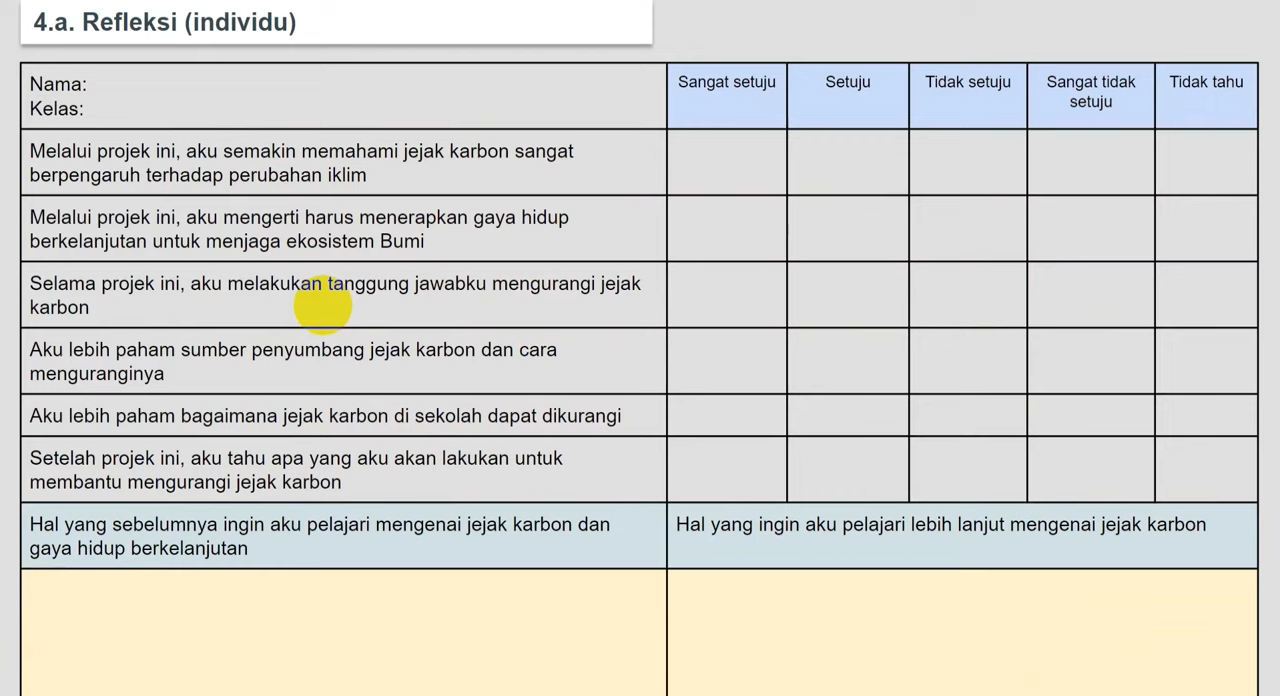 4.a. Refleksi (individu)
Nama:
Kelas:
Sangat setuju
Setuju
Tidak setuju
Sangat tidak
setuju
Tidak tahu
Melalui projek ini, aku semakin memahami jejak karbon sangat
berpengaruh terhadap perubahan iklim
Melalui projek ini, aku mengerti harus menerapkan gaya hidup
berkelanjutan untuk menjaga ekosistem Bumi
Selama projek ini, aku melakukan tanggung jawabku mengurangi jejak
karbon
Aku lebih paham sumber penyumbang jejak karbon dan cara
menguranginya
Aku lebih paham bagaimana jejak karbon di sekolah dapat dikurangi
Setelah projek ini, aku tahu apa yang aku akan lakukan untuk
membantu mengurangi jejak karbon
Hal yang sebelumnya ingin aku pelajari mengenai jejak karbon dan
gaya hidup berkelanjutan
Hal yang ingin aku pelajari lebih lanjut mengenai jejak karbon